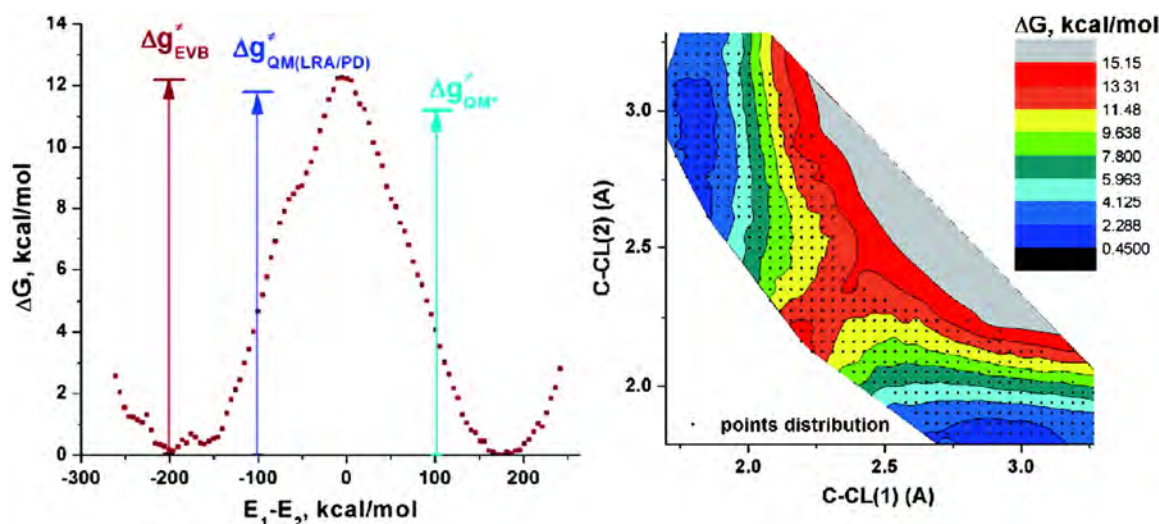 14
12
10
8
6
4
2
0
ΔG, kcal/mol
Δg≠EVB
Δg≠QM(LRA/PD)
Δg≠QM*
-300 -200 -100 0 100 200
E1-E2, kcal/mol
3.0
2.5
2.0
C-CL(2) (A)
points distribution
2.0 2.5 3.0
C-CL(1) (A)
ΔG, kcal/mol
15.15
13.31
11.48
9.638
7.800
5.963
4.125
2.288
0.4500